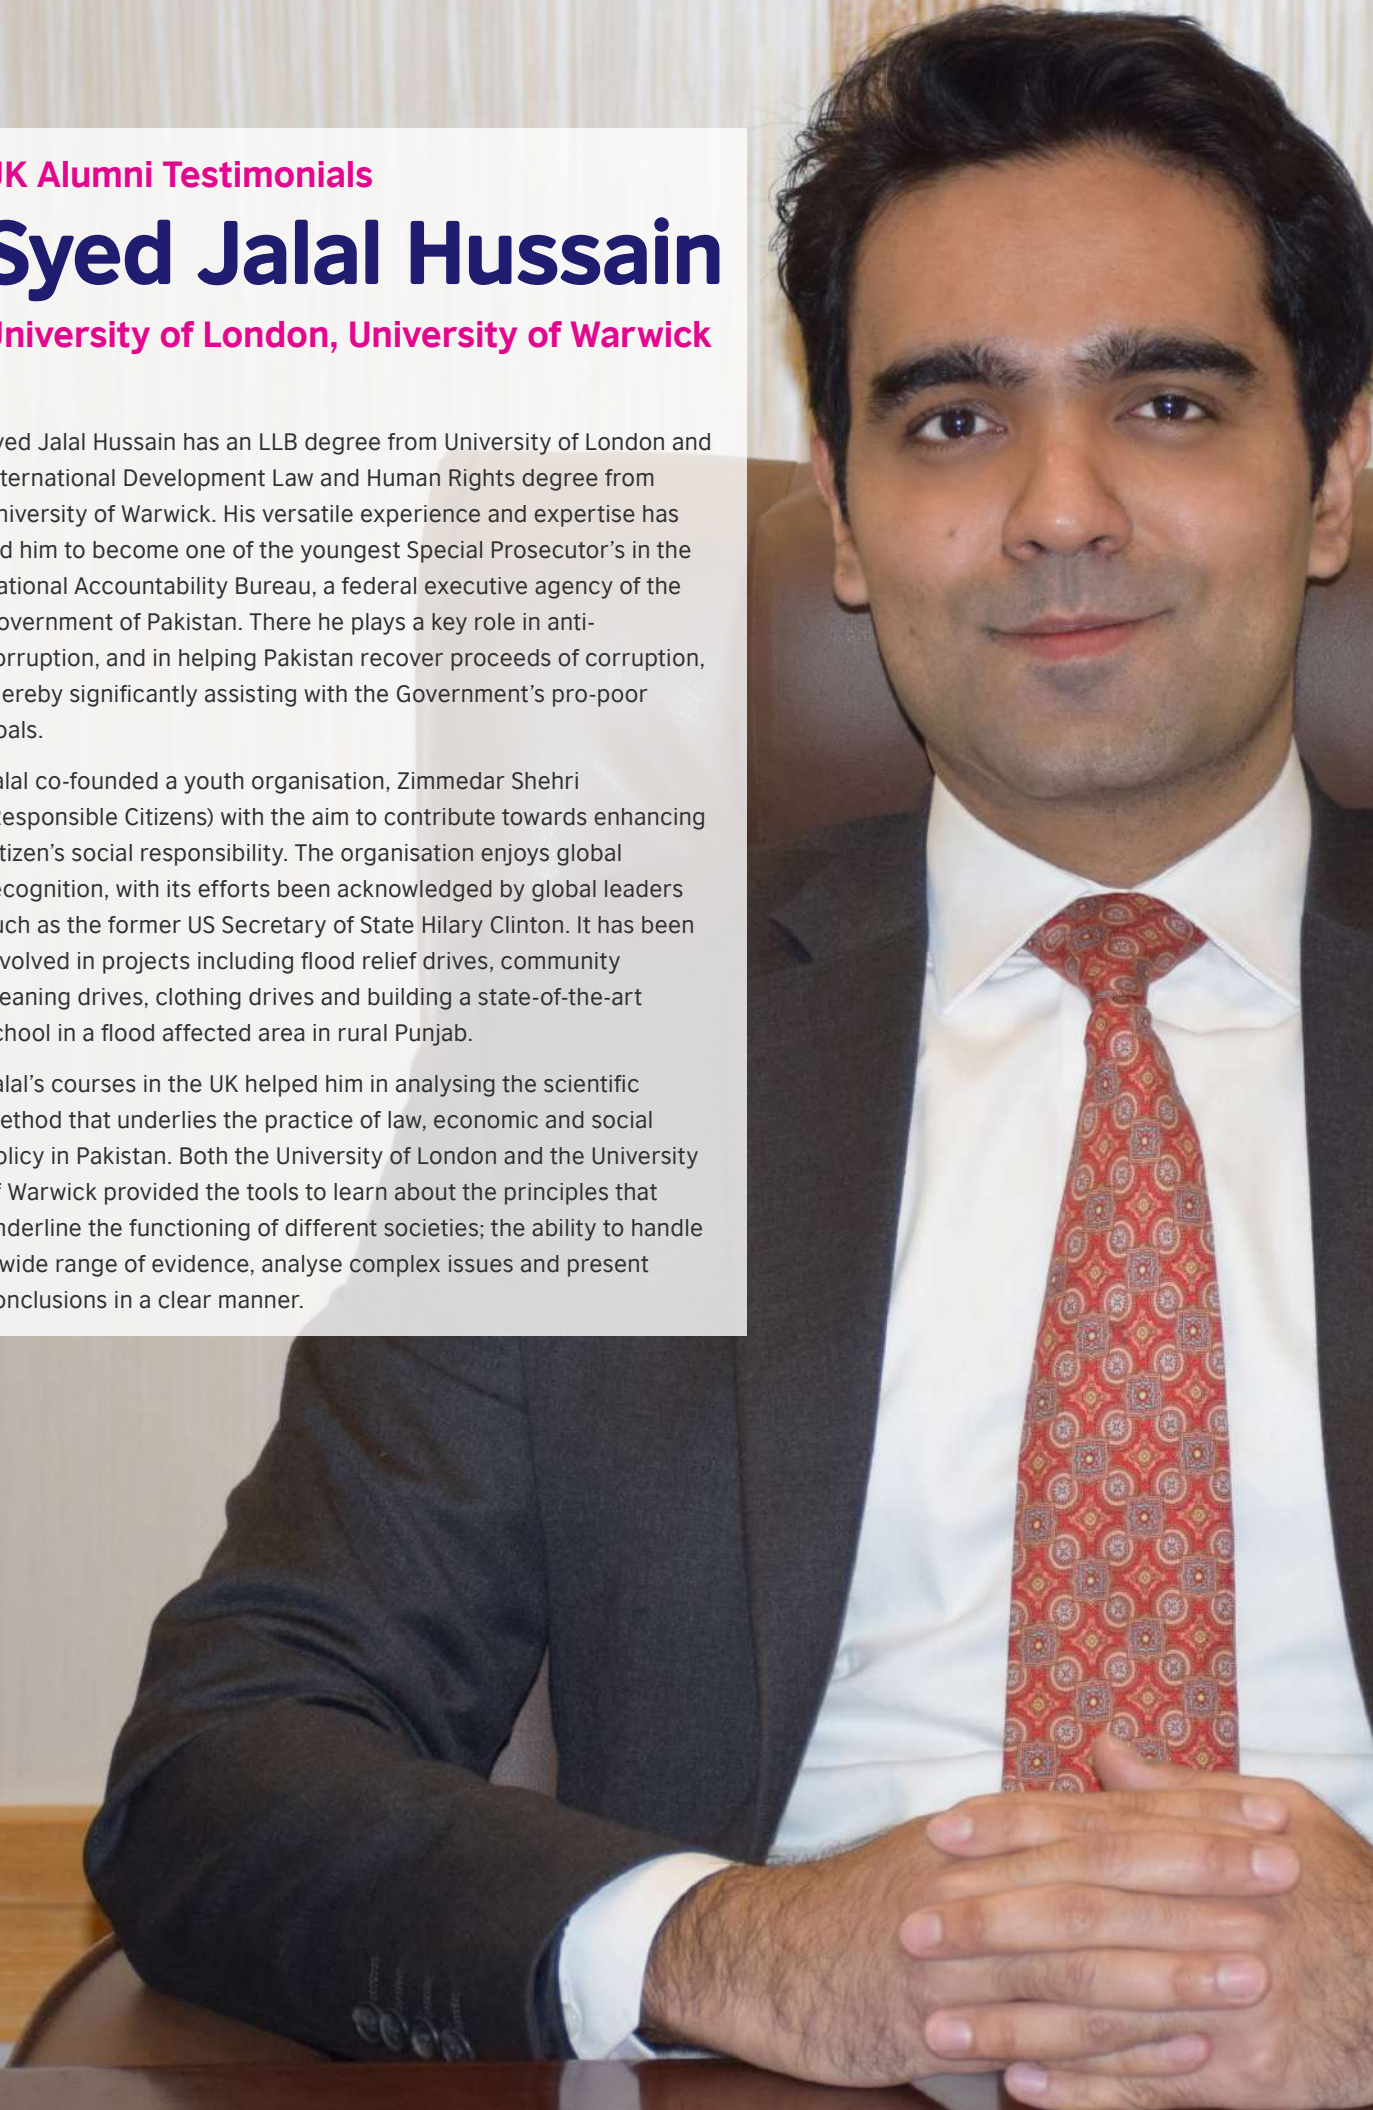 UK Alumni Testimonials
Syed Jalal Hussain
University of London, University of Warwick
yed Jalal Hussain has an LLB degree from University of London and
ternational Development Law and Human Rights degree from
niversity of Warwick. His versatile experience and expertise has
d him to become one of the youngest Special Prosecutor’s in the
ational Accountability Bureau, a federal executive agency of the
overnment of Pakistan. There he plays a key role in anti-
orruption, and in helping Pakistan recover proceeds of corruption,
ereby significantly assisting with the Government’s pro-poor
oals.
alal co-founded a youth organisation, Zimmedar Shehri
esponsible Citizens) with the aim to contribute towards enhancing
tizen’s social responsibility. The organisation enjoys global
ecognition, with its efforts been acknowledged by global leaders
uch as the former US Secretary of State Hilary Clinton. It has been
volved in projects including flood relief drives, community
eaning drives, clothing drives and building a state-of-the-art
chool in a flood affected area in rural Punjab.
alal’s courses in the UK helped him in analysing the scientific
ethod that underlies the practice of law, economic and social
olicy in Pakistan. Both the University of London and the University
f Warwick provided the tools to learn about the principles that
nderline the functioning of different societies; the ability to handle
wide range of evidence, analyse complex issues and present
onclusions in a clear manner.